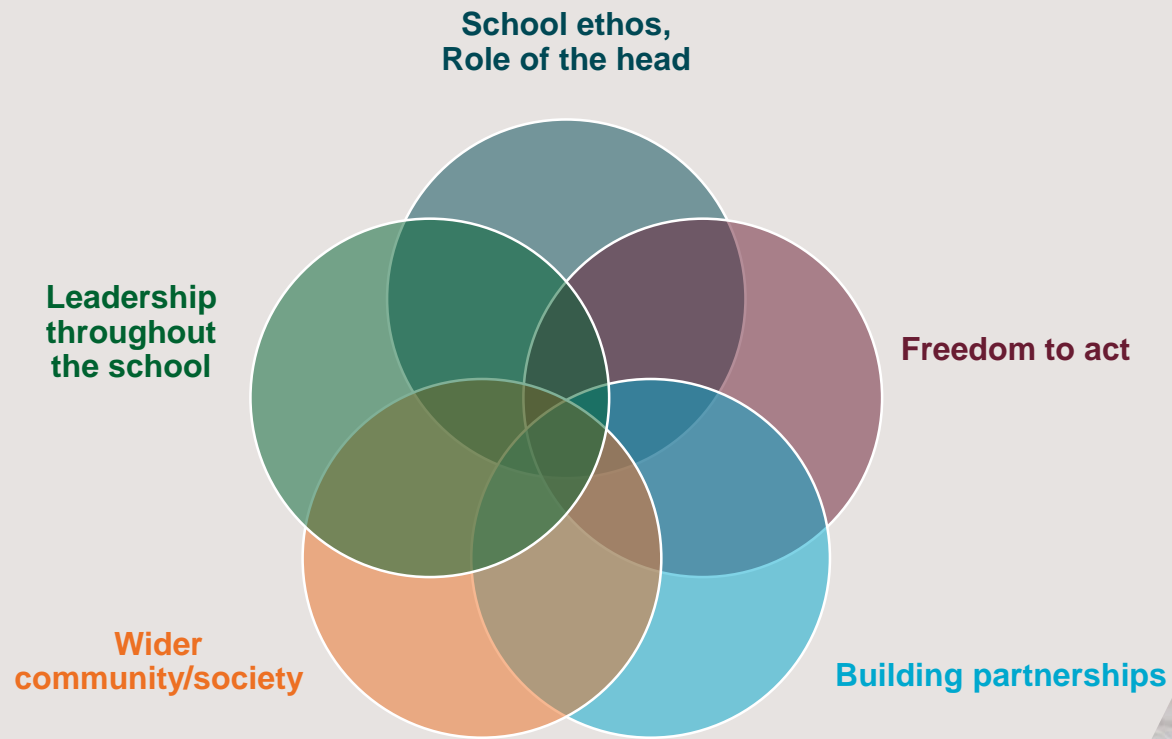 School ethos,
Role of the head
Leadership
throughout
the school
Freedom to act
Wider
community/society
Building partnerships